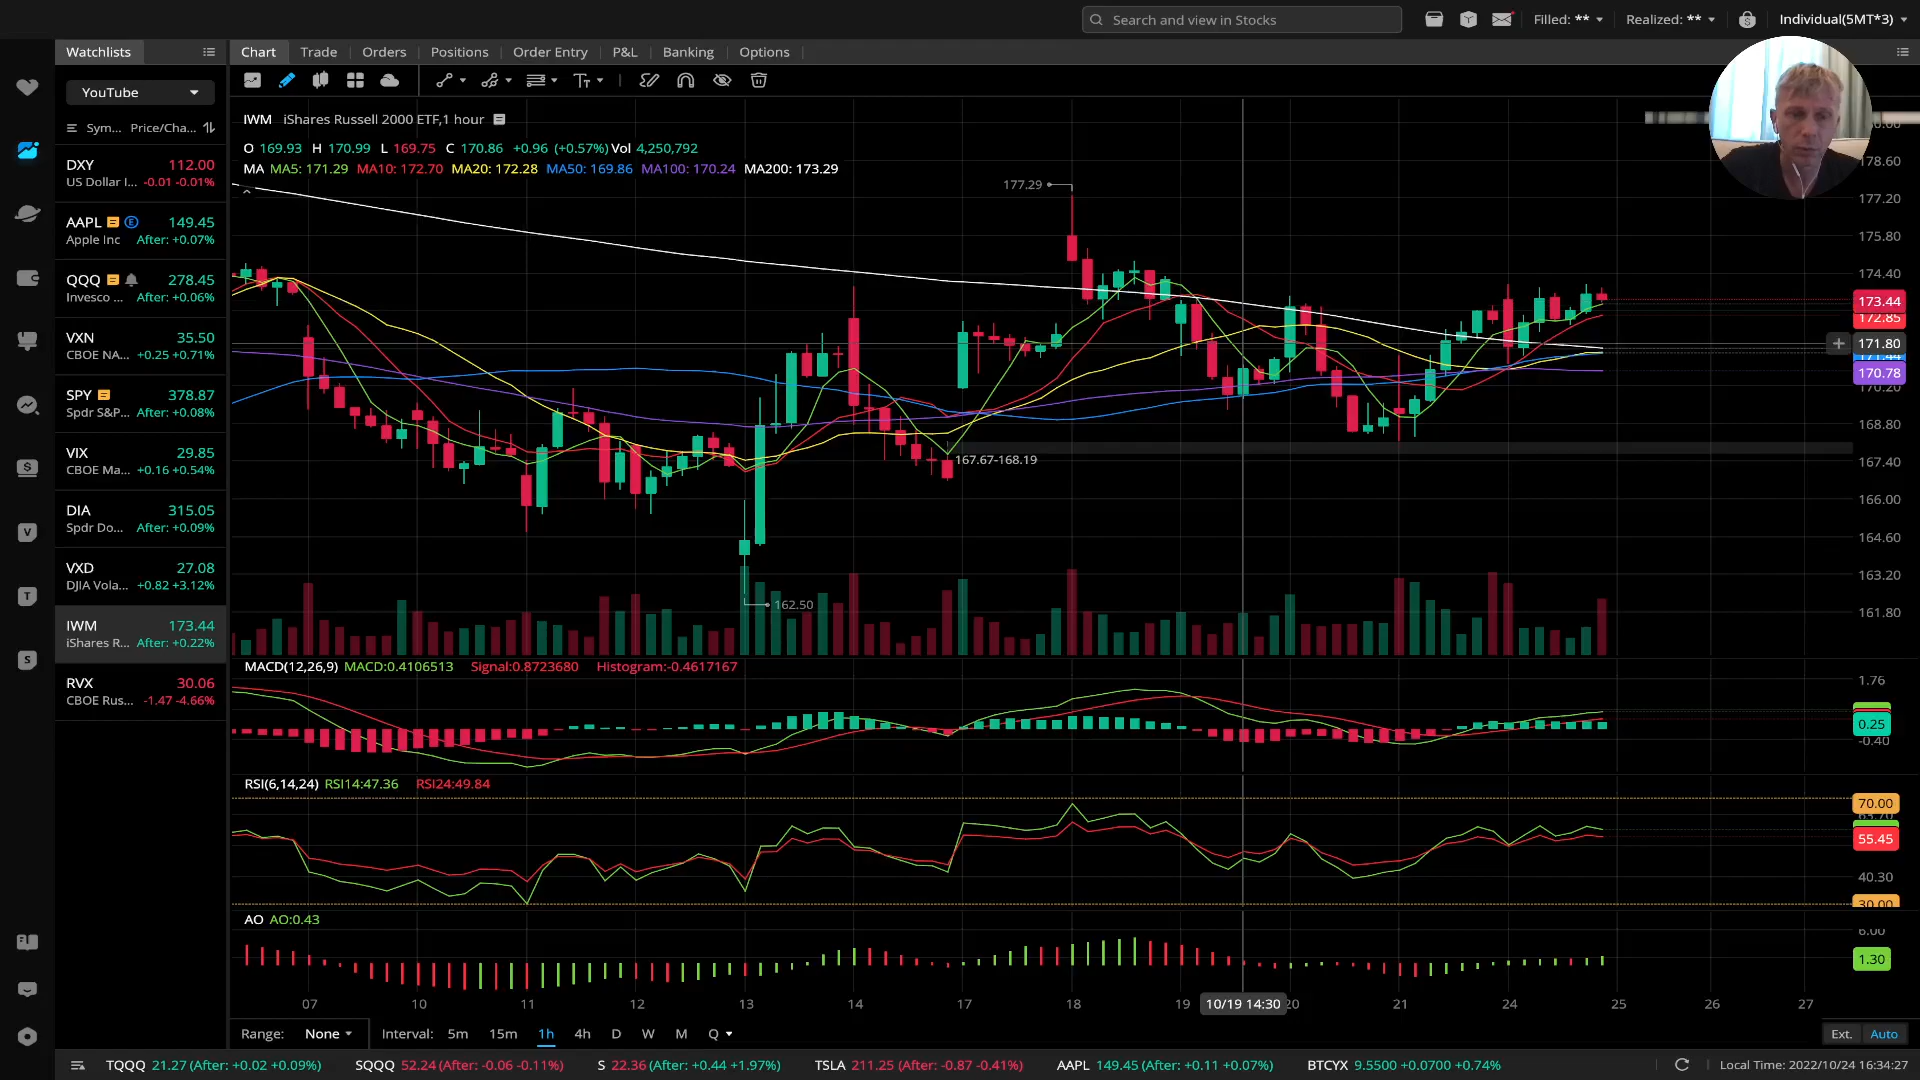 Search and view in Stocks
Filled: **
Realized: **
Individual(5MT*3)
Watchlists
Chart Trade Orders Positions Order Entry P&L Banking Options
YouTube
Sym... Price/Cha...
DXY 112.00
US Dollar I... -0.01 -0.01%
AAPL E 149.45
Apple Inc After: +0.07%
QQQ 278.45
Invesco ... After: +0.06%
VXN 35.50
CBOE NA... +0.25 +0.71%
SPY 378.87
Spdr S&P... After: +0.08%
VIX 29.85
CBOE Ma... +0.16 +0.54%
DIA 315.05
Spdr Do... After: +0.09%
VXD 27.08
DJIA Vola... +0.82 +3.12%
IWM 173.44
iShares R... After: +0.22%
RVX 30.06
CBOE Rus... -1.47 -4.66%
IWM iShares Russell 2000 ETF,1 hour
O 169.93 H 170.99 L 169.75 C 170.86 +0.96 (+0.57%) Vol 4,250,792
MA MA5: 171.29 MA10: 172.70 MA20: 172.28 MA50: 169.86 MA100: 170.24 MA200: 173.29
177.29
167.67-168.19
162.50
178.60
177.20
175.80
174.40
173.44
172.85
171.80
171.44
170.78
170.20
168.80
167.40
166.00
164.60
163.20
161.80
MACD(12,26,9) MACD:0.4106513 Signal:0.8723680 Histogram:-0.4617167
1.76
0.25
-0.40
RSI(6,14,24) RSI14:47.36 RSI24:49.84
70.00
55.45
40.30
30.00
AO AO:0.43
6.00
1.30
07 10 11 12 13 14 17 18 19 10/19 14:30 20 21 24 25 26 27
Range: None Interval: 5m 15m 1h 4h D W M Q
Ext. Auto
TQQQ 21.27 (After: +0.02 +0.09%) SQQQ 52.24 (After: -0.06 -0.11%) S 22.36 (After: +0.44 +1.97%) TSLA 211.25 (After: -0.87 -0.41%) AAPL 149.45 (After: +0.11 +0.07%) BTCYX 9.5500 +0.0700 +0.74%
Local Time: 2022/10/24 16:34:27